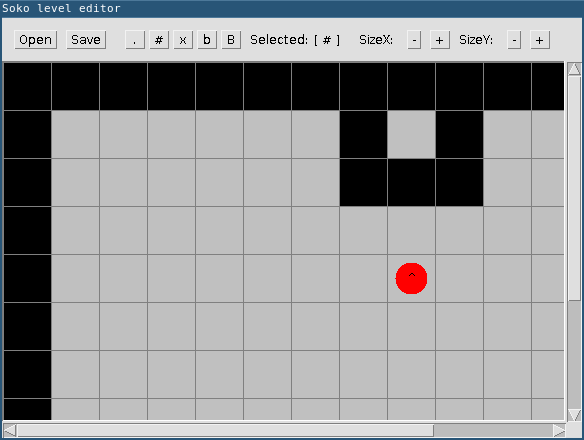 Soko level editor
Open Save . # x b B Selected: [ # ] SizeX: - + SizeY: - +
^